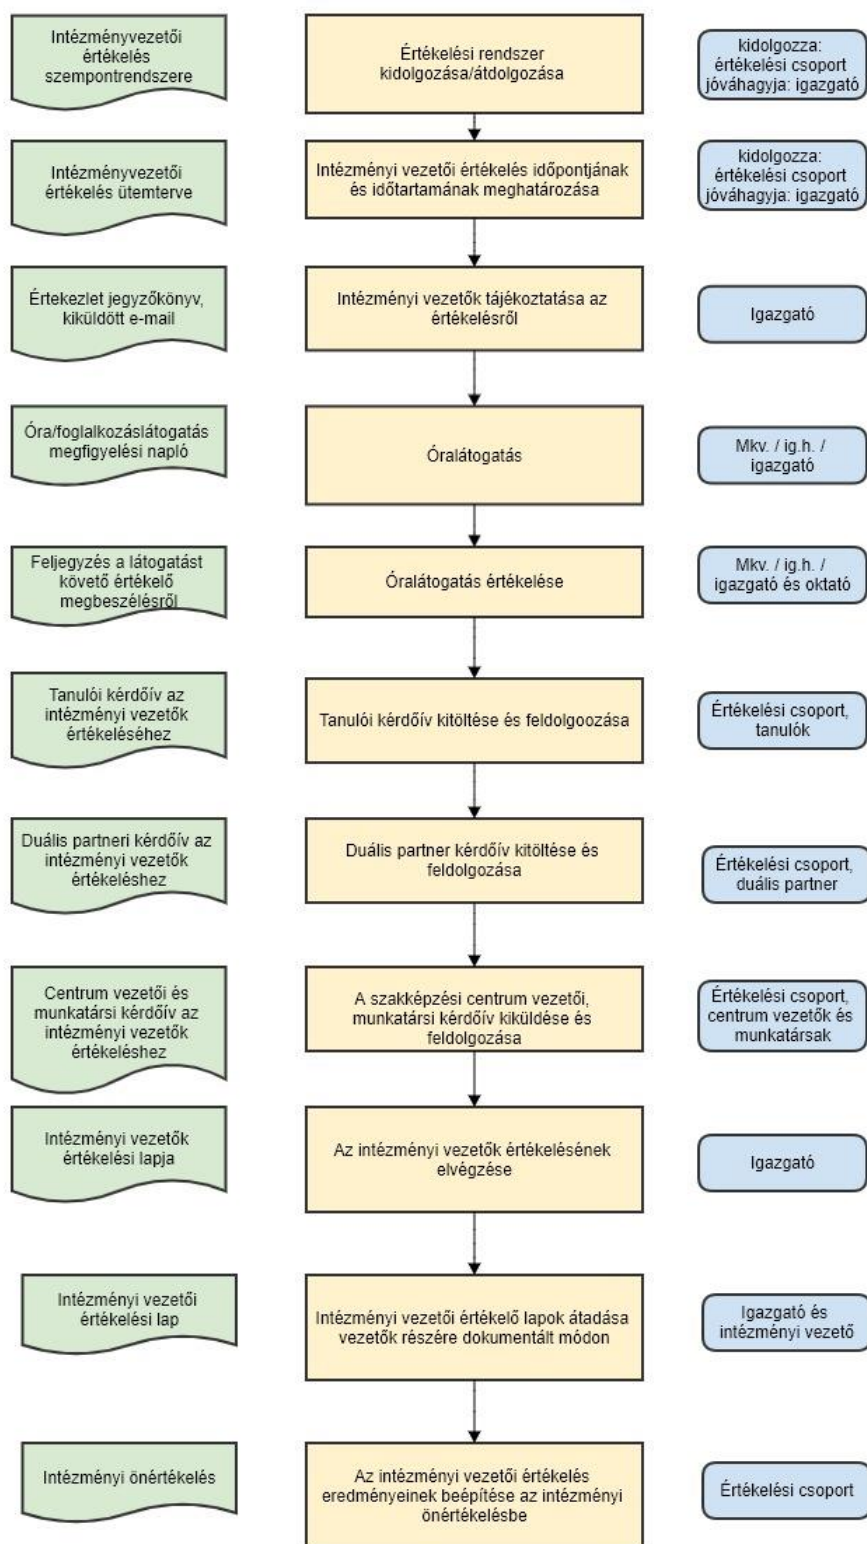 Intézményvezetői
értékelés
szempontrendszere
Értékelési rendszer
kidolgozása/átdolgozása
kidolgozza:
értékelési csoport
jóváhagyja: igazgató
Intézményvezetői
értékelés ütemterve
Intézményi vezetői értékelés időpontjának
és időtartamának meghatározása
kidolgozza:
értékelési csoport
jóváhagyja: igazgató
Értekezlet jegyzőkönyv,
kiküldött e-mail
Intézményi vezetők tájékoztatása az
értékelésről
Igazgató
Óra/foglalkozáslátogatás
megfigyelési napló
Óralátogatás
Mkv. / ig.h. /
igazgató
Feljegyzés a látogatást
követő értékelő
megbeszélésről
Óralátogatás értékelése
Mkv. / ig.h. /
igazgató és oktató
Tanulói kérdőív az
intézményi vezetők
értékeléséhez
Tanulói kérdőív kitöltése és feldolgoozása
Értékelési csoport,
tanulók
Duális partneri kérdőív az
intézményi vezetők
értékeléshez
Duális partner kérdőív kitöltése és
feldolgozása
Értékelési csoport,
duális partner
Centrum vezetői és
munkatársi kérdőív az
intézményi vezetők
értékeléshez
A szakképzési centrum vezetői,
munkatársi kérdőív kiküldése és
feldolgozása
Értékelési csoport,
centrum vezetők és
munkatársak
Intézményi vezetők
értékelési lapja
Az intézményi vezetők értékelésének
elvégzése
Igazgató
Intézményi vezetői
értékelési lap
Intézményi vezetői értékelő lapok átadása
vezetők részére dokumentált módon
Igazgató és
intézményi vezető
Intézményi önértékelés
Az intézményi vezetői értékelés
eredményeinek beépítése az intézményi
önértékelésbe
Értékelési csoport